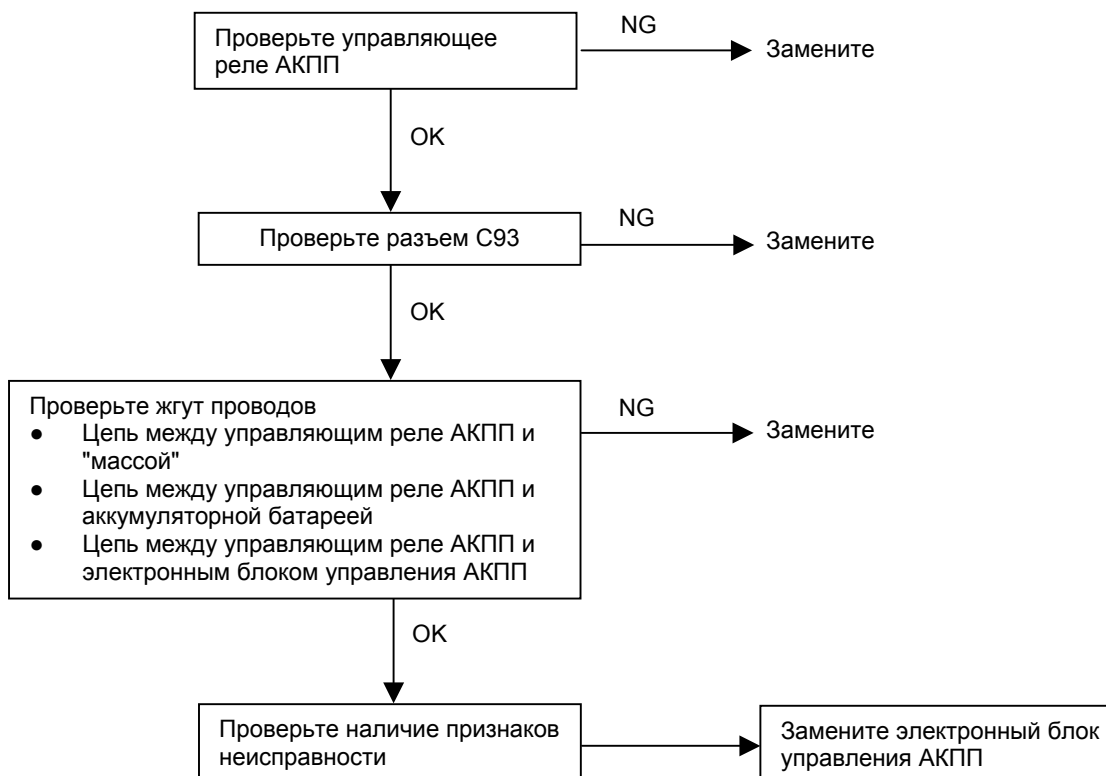 Проверьте управляющее
реле АКПП
NG
Замените
OK
Проверьте разъем C93
NG
Замените
OK
Проверьте жгут проводов
● Цепь между управляющим реле АКПП и
"массой"
● Цепь между управляющим реле АКПП и
аккумуляторной батареей
● Цепь между управляющим реле АКПП и
электронным блоком управления АКПП
NG
Замените
OK
Проверьте наличие признаков
неисправности
Замените электронный блок
управления АКПП